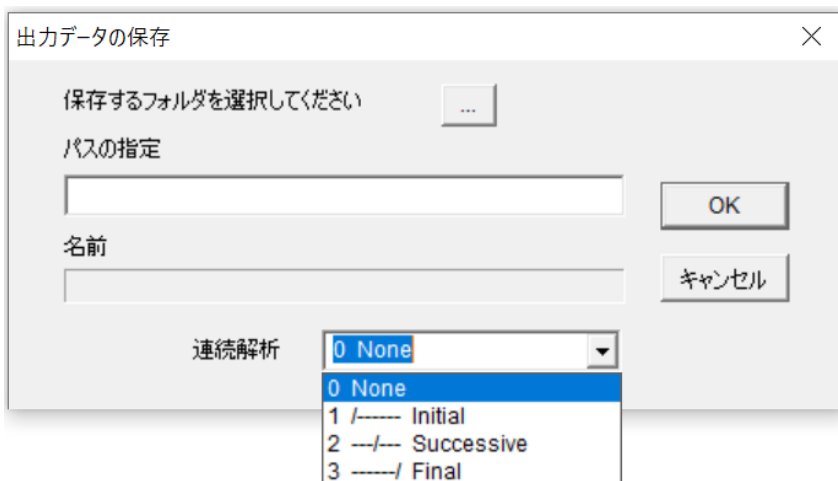 出力データの保存
保存するフォルダを選択してください
...
パスの指定
OK
名前
キャンセル
連続解析
0 None
0 None
1 /------ Initial
2 ---/--- Successive
3 ------/ Final